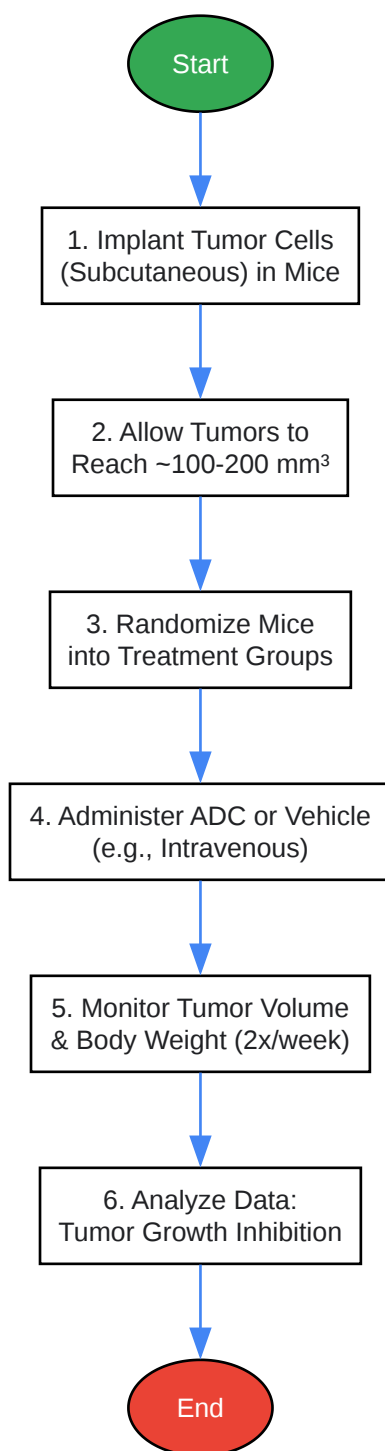 Start
1. Implant Tumor Cells
(Subcutaneous) in Mice
2. Allow Tumors to
Reach ~100-200 mm³
3. Randomize Mice
into Treatment Groups
4. Administer ADC or Vehicle
(e.g., Intravenous)
5. Monitor Tumor Volume
& Body Weight (2x/week)
6. Analyze Data:
Tumor Growth Inhibition
End